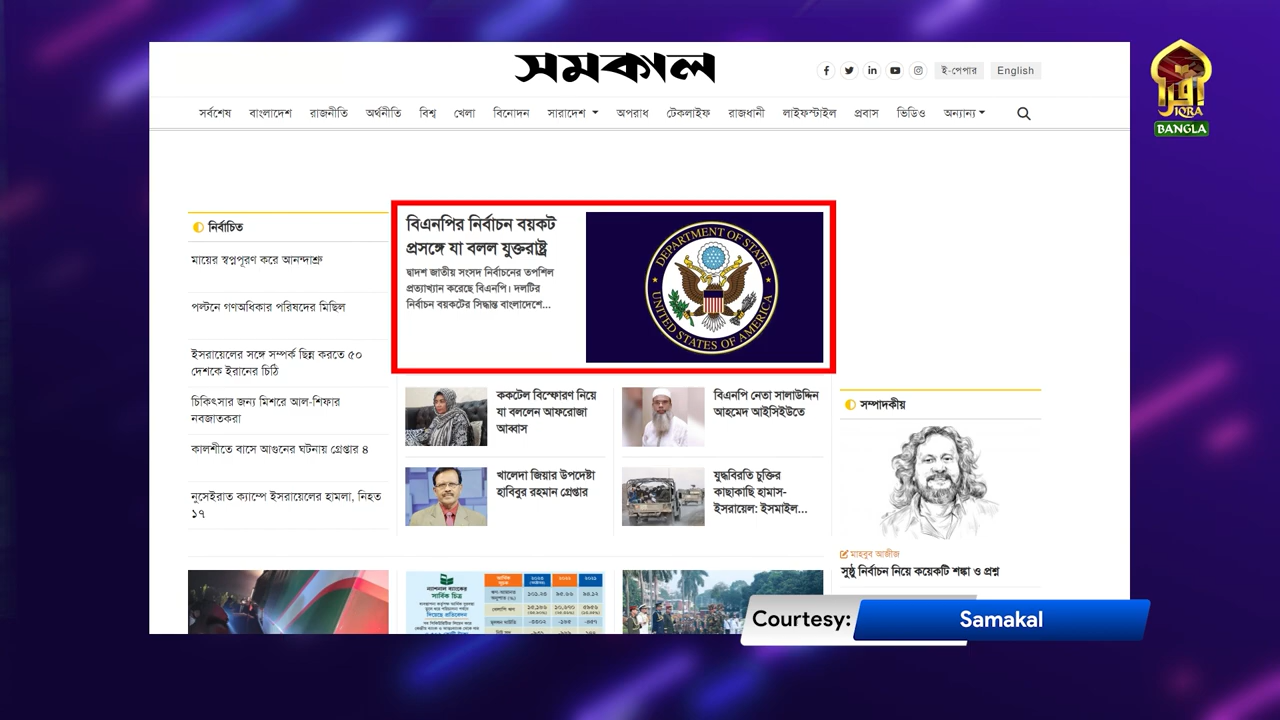 সমকাল
ই-পেপার
English
IQRA
BANGLA
সর্বশেষ বাংলাদেশ রাজনীতি অর্থনীতি বিশ্ব খেলা বিনোদন সারাদেশ অপরাধ টেকলাইফ রাজধানী লাইফস্টাইল প্রবাস ভিডিও অন্যান্য
নির্বাচিত
মায়ের স্বপ্নপূরণ করে আনন্দাশ্রু
পল্টনে গণঅধিকার পরিষদের মিছিল
ইসরায়েলের সঙ্গে সম্পর্ক ছিন্ন করতে ৫০
দেশকে ইরানের চিঠি
চিকিৎসার জন্য মিশরে আল-শিফার
নবজাতকরা
কালশীতে বাসে আগুনের ঘটনায় গ্রেপ্তার ৪
নুসেইরাত ক্যাম্পে ইসরায়েলের হামলা, নিহত
১৭
বিএনপির নির্বাচন বয়কট
প্রসঙ্গে যা বলল যুক্তরাষ্ট্র
দ্বাদশ জাতীয় সংসদ নির্বাচনের তপশিল
প্রত্যাখ্যান করেছে বিএনপি। দলটির
নির্বাচন বয়কটের সিদ্ধান্ত বাংলাদেশে...
DEPARTMENT OF STATE
UNITED STATES OF AMERICA
ককটেল বিস্ফোরণ নিয়ে
যা বললেন আফরোজা
আব্বাস
বিএনপি নেতা সালাউদ্দিন
আহমেদ আইসিইউতে
খালেদা জিয়ার উপদেষ্টা
হাবিবুর রহমান গ্রেপ্তার
যুদ্ধবিরতি চুক্তির
কাছাকাছি হামাস-
ইসরায়েল: ইসমাইল...
সম্পাদকীয়
মাহবুব আজীজ
সুষ্ঠু নির্বাচন নিয়ে কয়েকটি শঙ্কা ও প্রশ্ন
ন্যাশনাল ব্যাংকের
সার্বিক চিত্র
Courtesy: Samakal